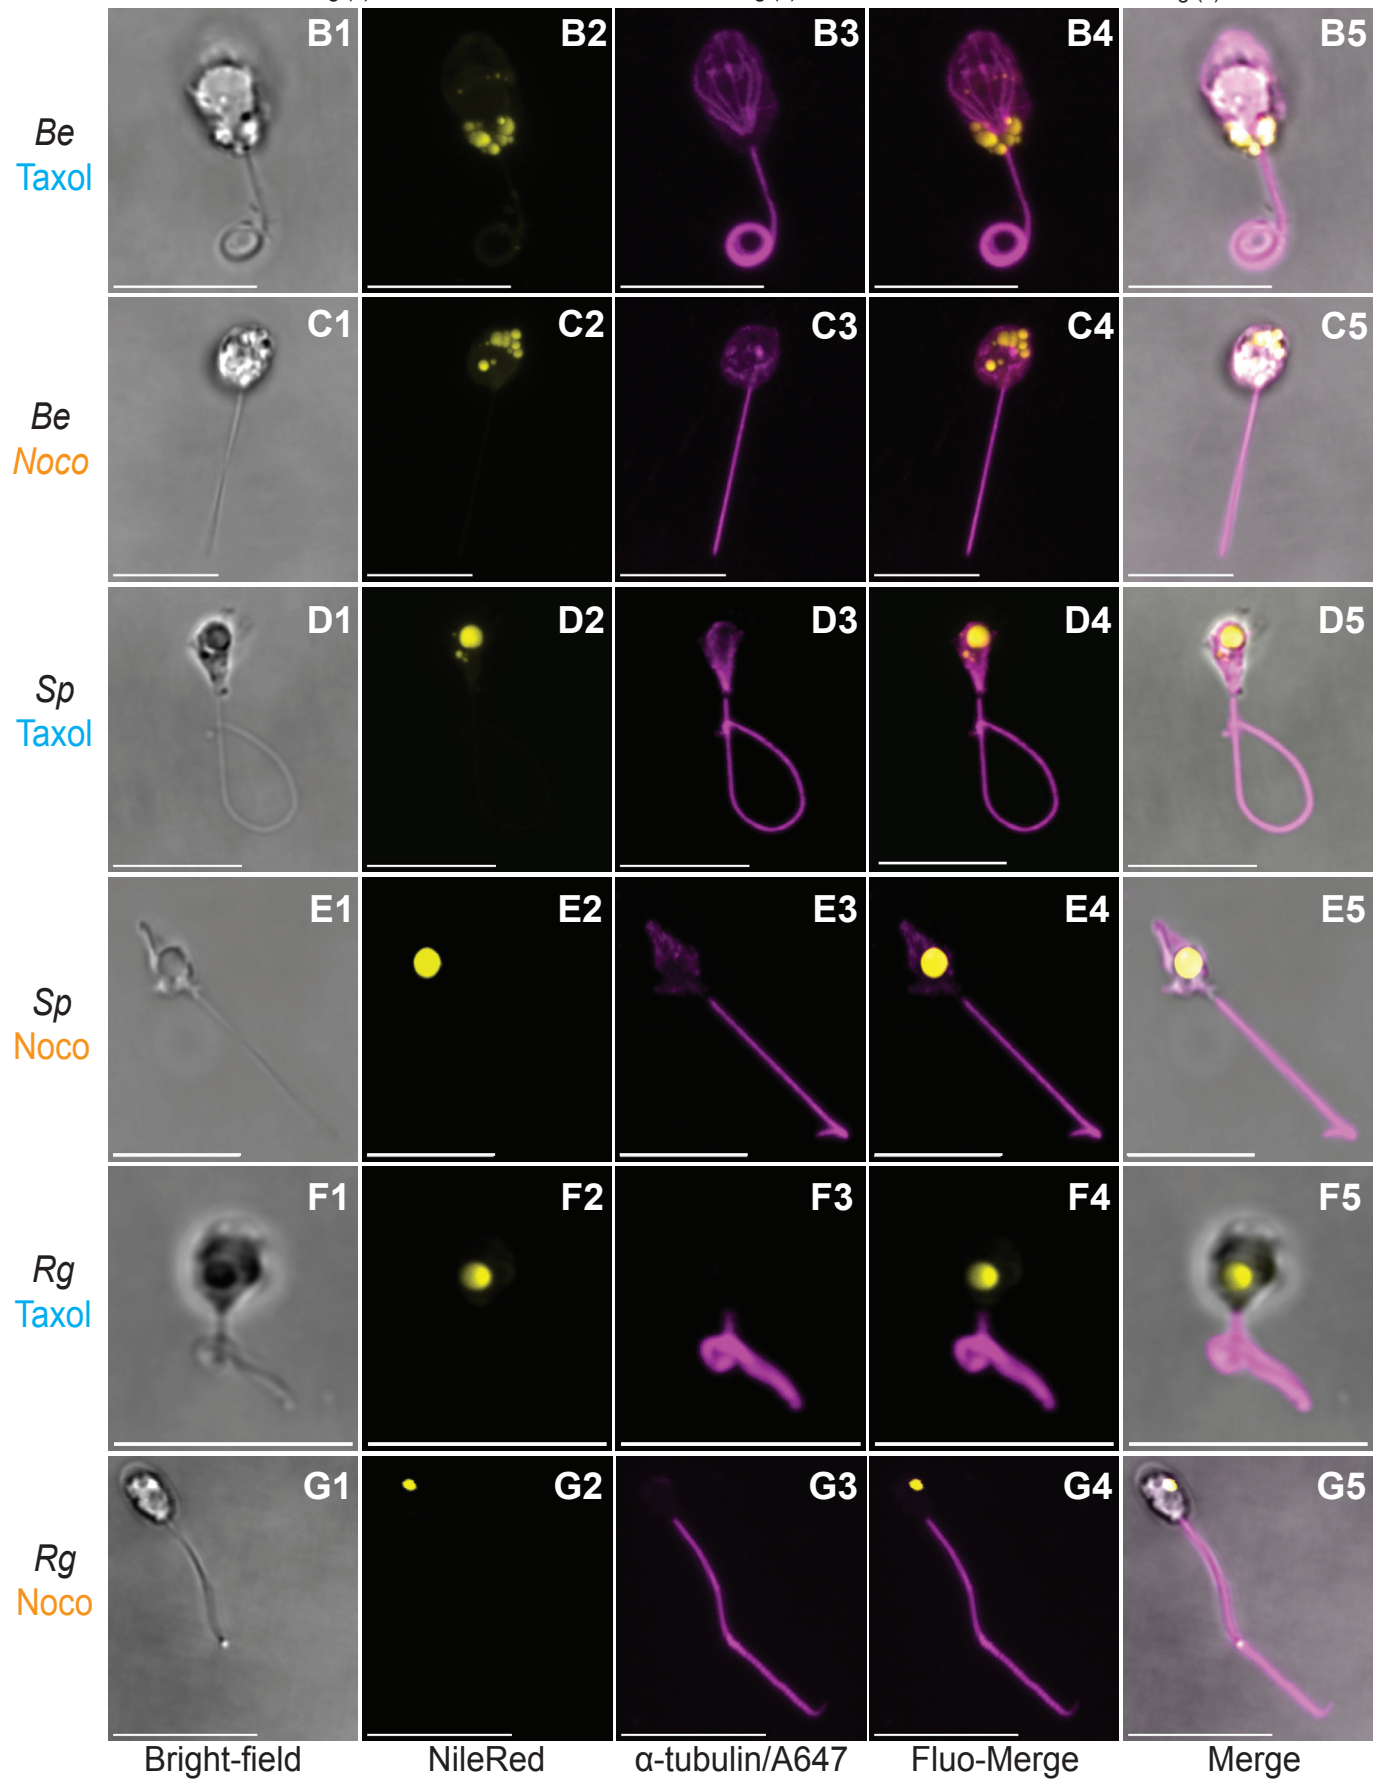 B1 B2 B3 B4 B5
Be
Taxol
C1 C2 C3 C4 C5
Be
Noco
D1 D2 D3 D4 D5
Sp
Taxol
E1 E2 E3 E4 E5
Sp
Noco
F1 F2 F3 F4 F5
Rg
Taxol
G1 G2 G3 G4 G5
Rg
Noco
Bright-field NileRed α-tubulin/A647 Fluo-Merge Merge